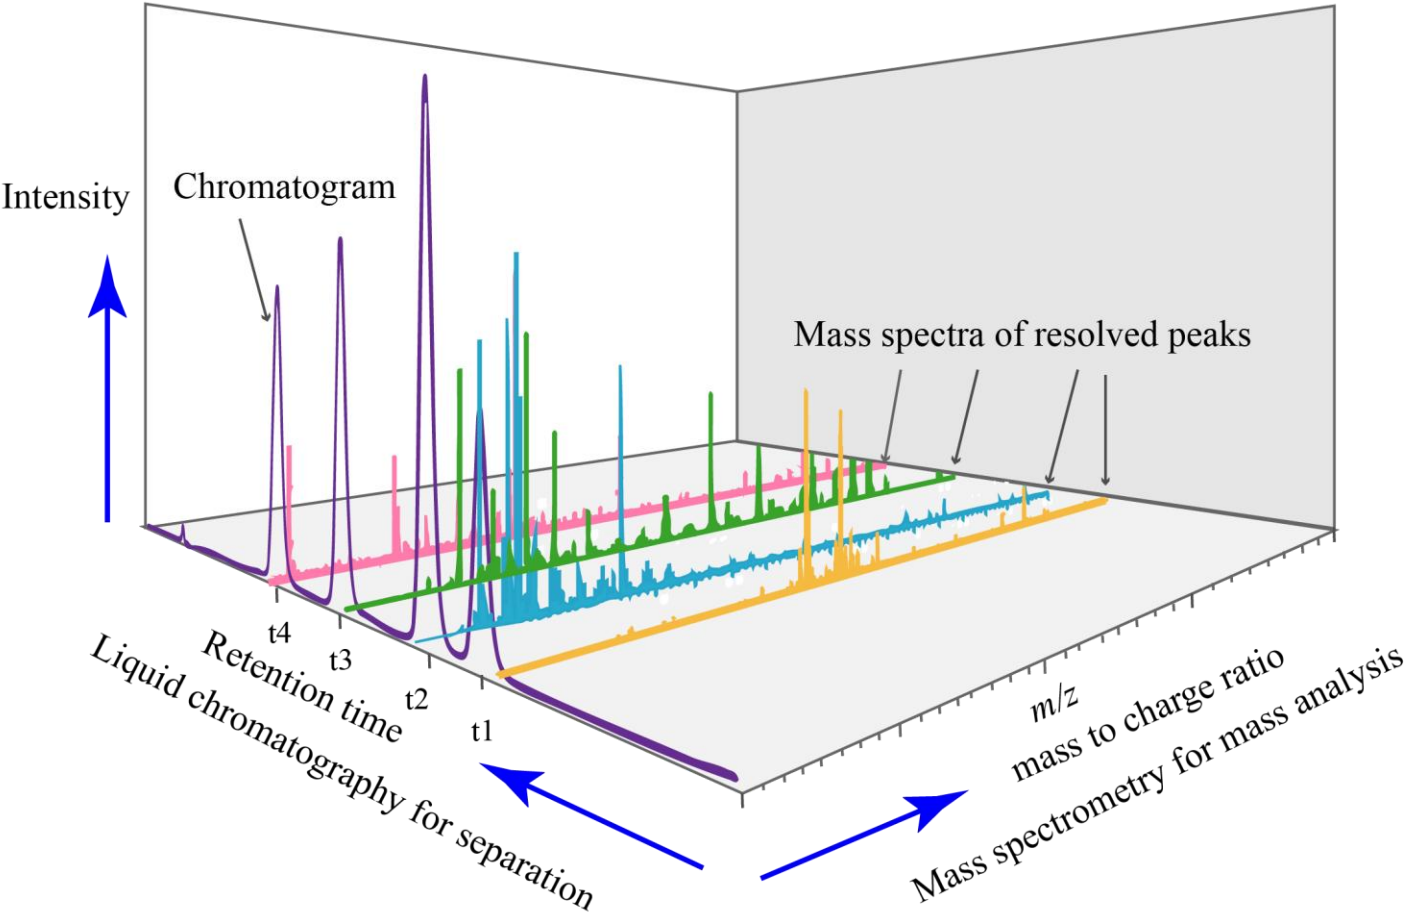 Intensity
Chromatogram
Mass spectra of resolved peaks
t4
t3
t2
t1
Retention time
Liquid chromatography for separation
m/z
mass to charge ratio
Mass spectrometry for mass analysis